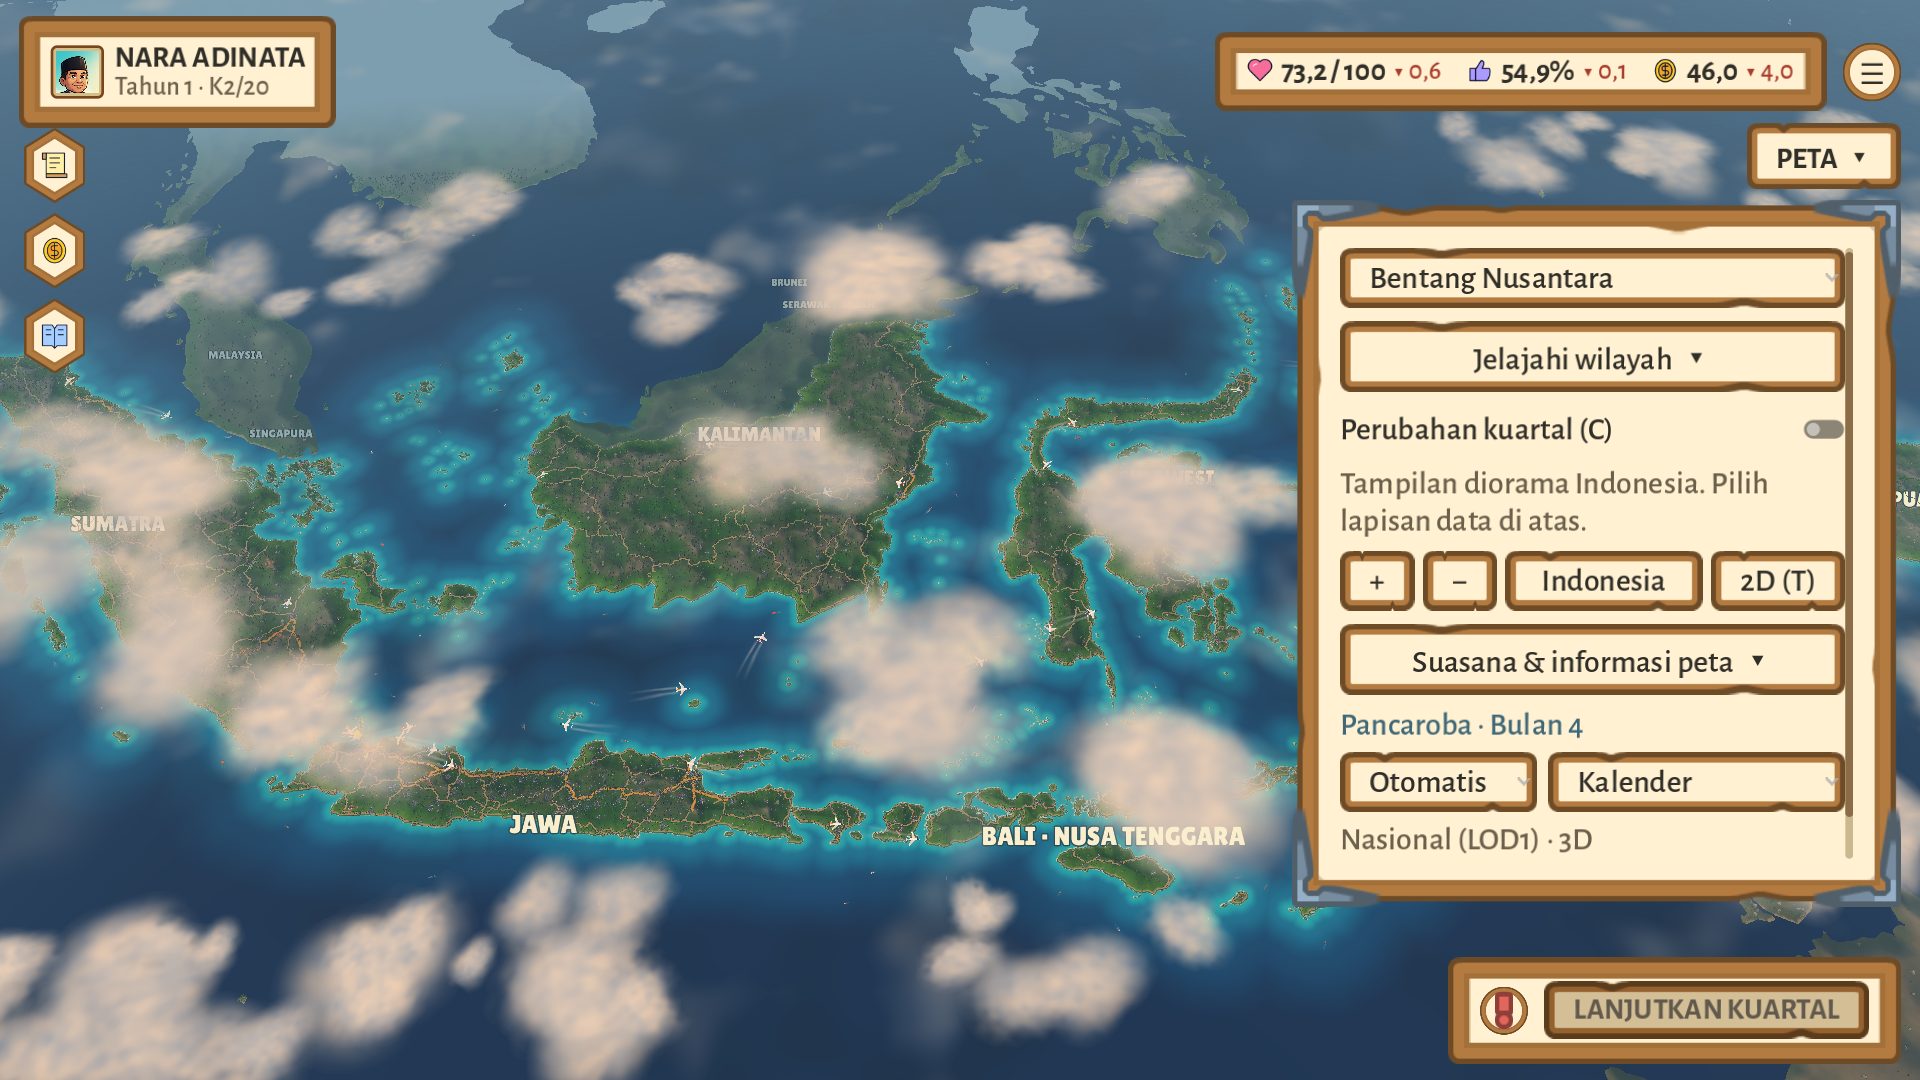 NARA ADINATA
Tahun 1 · K2/20
73,2/100 ▾ 0,6
54,9% ▾ 0,1
46,0 ▾ 4,0
PETA ▼
Bentang Nusantara
Jelajahi wilayah ▼
Perubahan kuartal (C)
Tampilan diorama Indonesia. Pilih
lapisan data di atas.
+
−
Indonesia
2D (T)
Suasana & informasi peta ▼
Pancaroba · Bulan 4
Otomatis
Kalender
Nasional (LOD1) · 3D
LANJUTKAN KUARTAL
BRUNEI
SERAWA
MALAYSIA
SINGAPURA
KALIMANTAN
SUMATRA
JAWA
BALI · NUSA TENGGARA